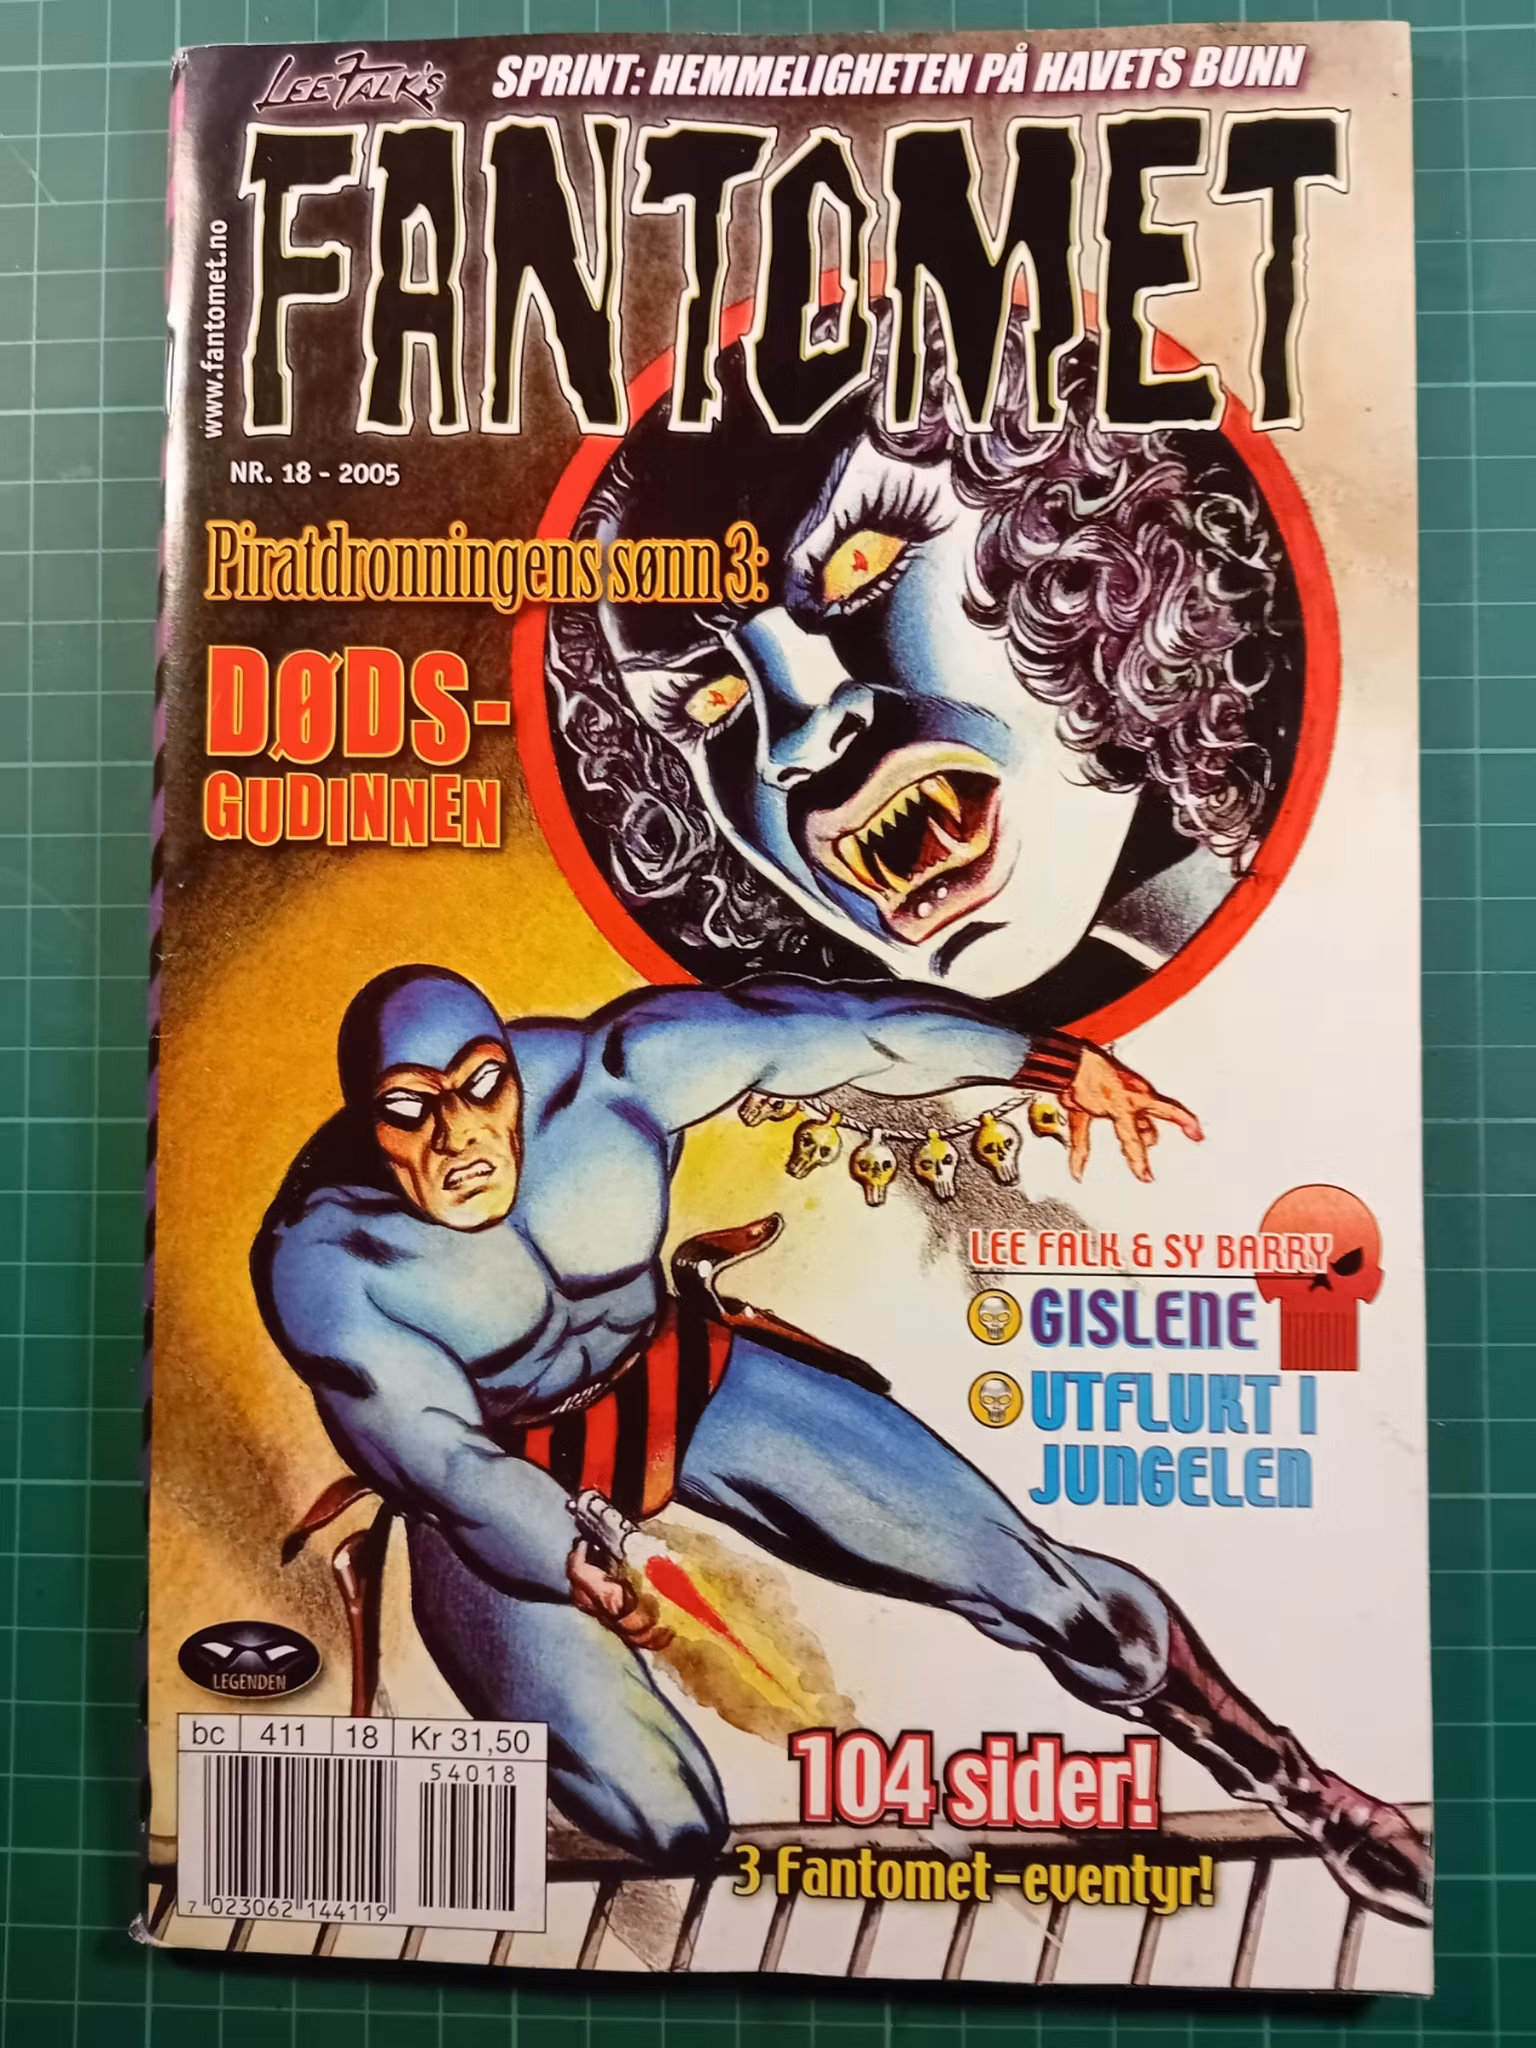 LEE FALK'S
SPRINT: HEMMELIGHETEN PÅ HAVETS BUNN
FANTOMET
www.fantomet.no
NR. 18 - 2005
Piratdronningens sønn 3:
DØDS-
GUDINNEN
LEE FALK & SY BARRY
GISLENE
UTFLUKT I
JUNGELEN
LEGENDEN
bc 411 18 Kr 31,50
54018
7 023062 144119
104 sider!
3 Fantomet-eventyr!